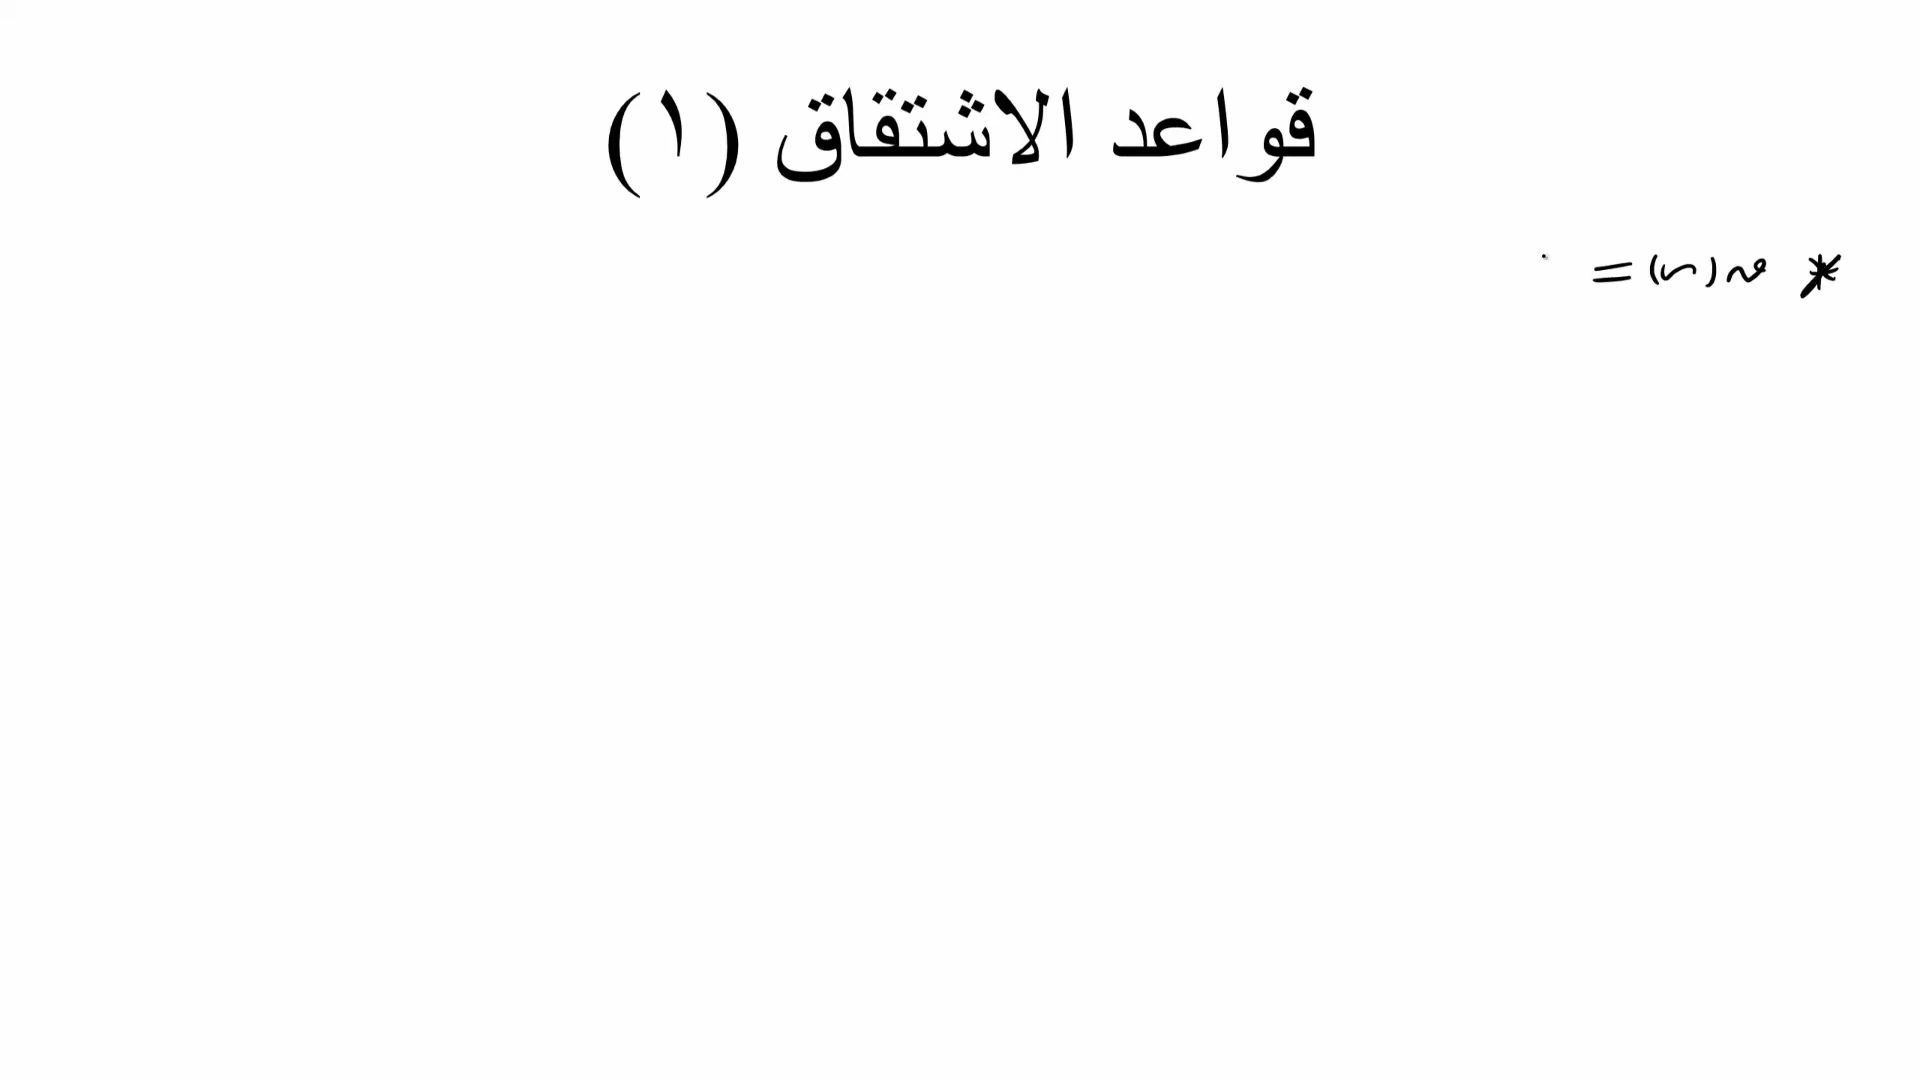 قواعد الاشتقاق (١)
* ق(س) =